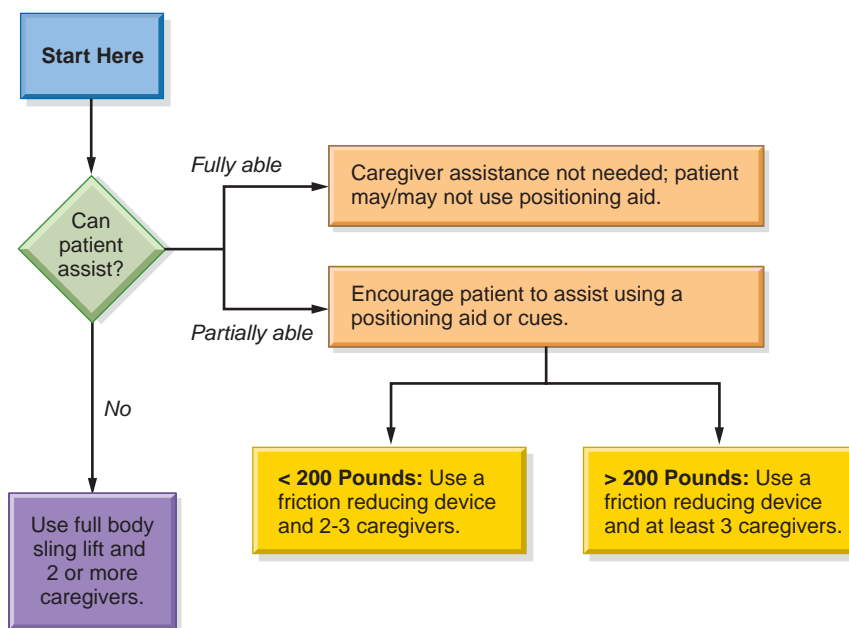 Start Here
Fully able
Caregiver assistance not needed; patient
may/may not use positioning aid.
Can
patient
assist?
Encourage patient to assist using a
positioning aid or cues.
Partially able
No
< 200 Pounds: Use a
friction reducing device
and 2-3 caregivers.
> 200 Pounds: Use a
friction reducing device
and at least 3 caregivers.
Use full body
sling lift and
2 or more
caregivers.